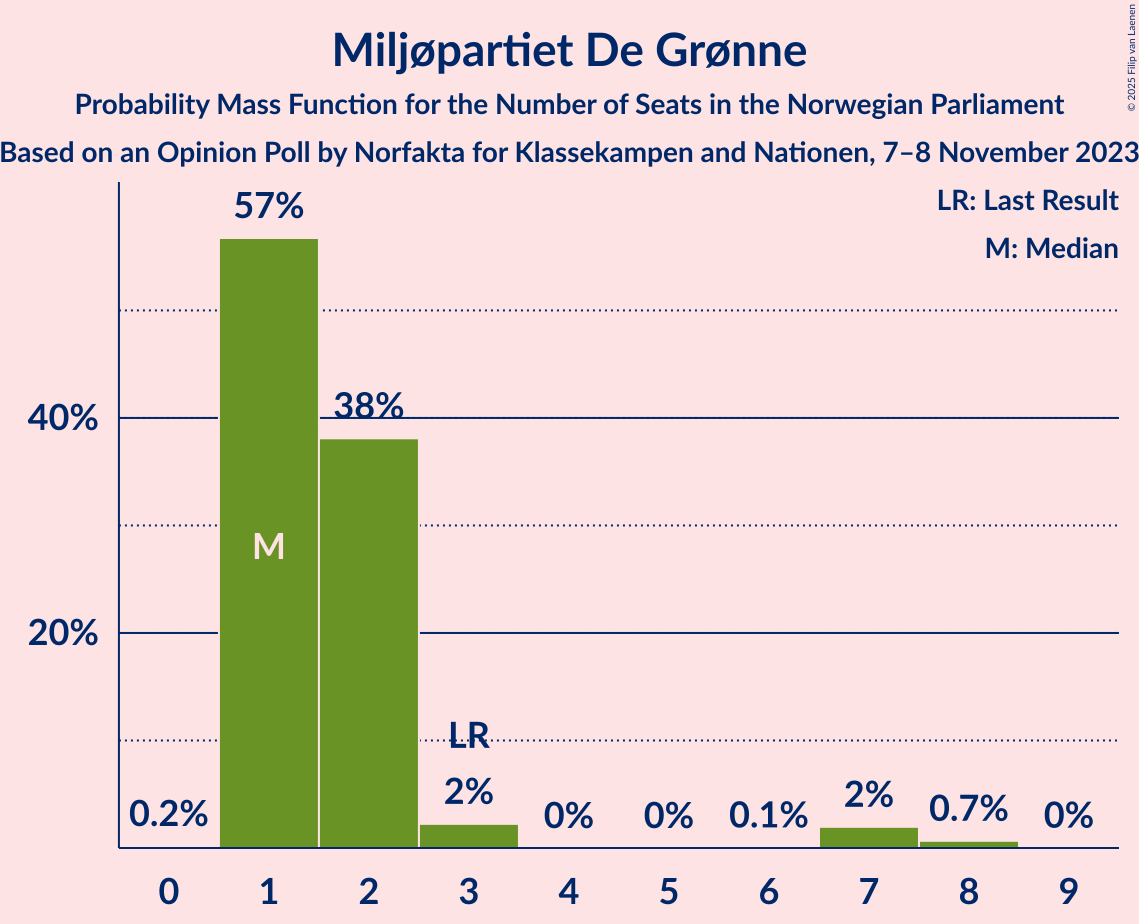 Miljøpartiet De Grønne
Probability Mass Function for the Number of Seats in the Norwegian Parliament
Based on an Opinion Poll by Norfakta for Klassekampen and Nationen, 7–8 November 2023
© 2025 Filip van Laenen
LR: Last Result
M: Median
57%
40%
38%
M
20%
LR
0.2% 2% 0% 0% 0.1% 2% 0.7% 0%
0 1 2 3 4 5 6 7 8 9